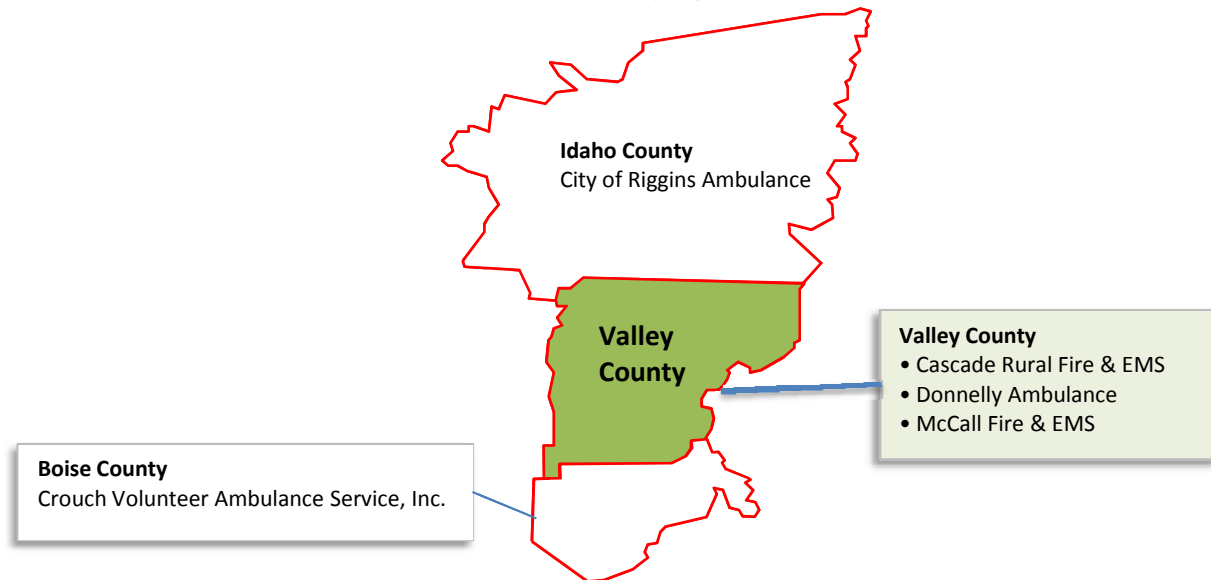 Idaho County
City of Riggins Ambulance
Valley
County
Valley County
• Cascade Rural Fire & EMS
• Donnelly Ambulance
• McCall Fire & EMS
Boise County
Crouch Volunteer Ambulance Service, Inc.